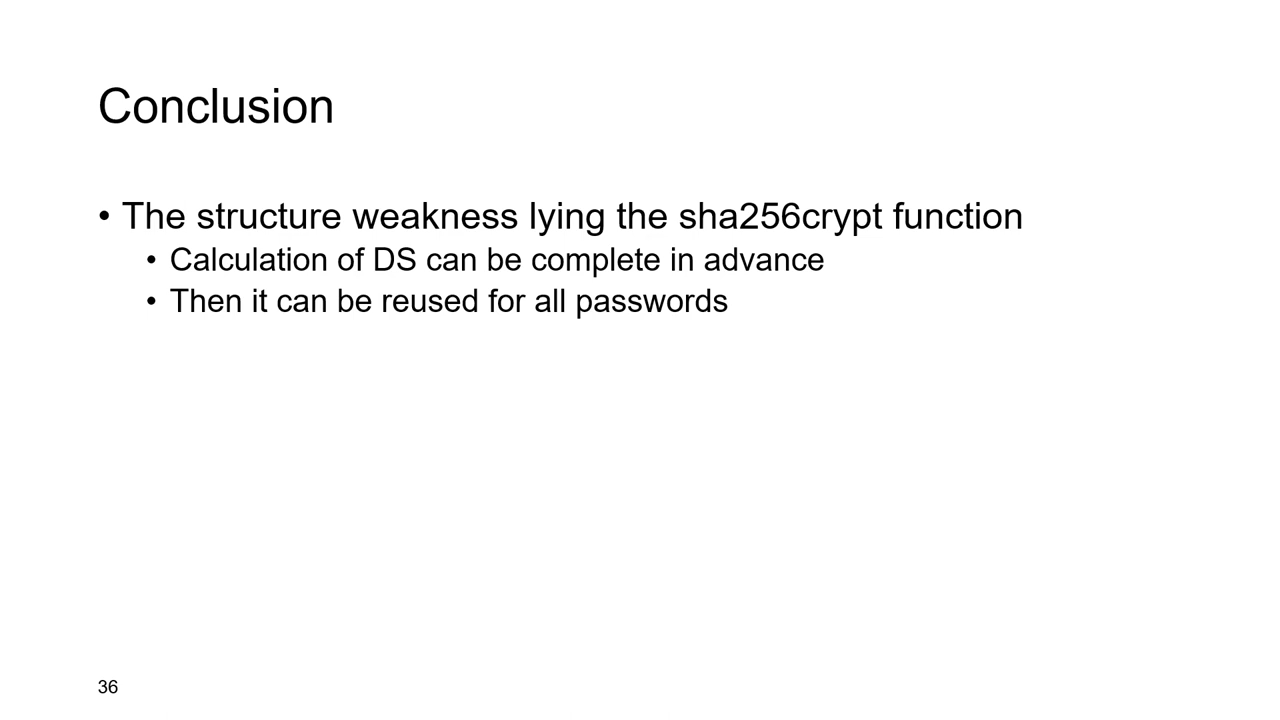 Conclusion
• The structure weakness lying the sha256crypt function
• Calculation of DS can be complete in advance
• Then it can be reused for all passwords
36